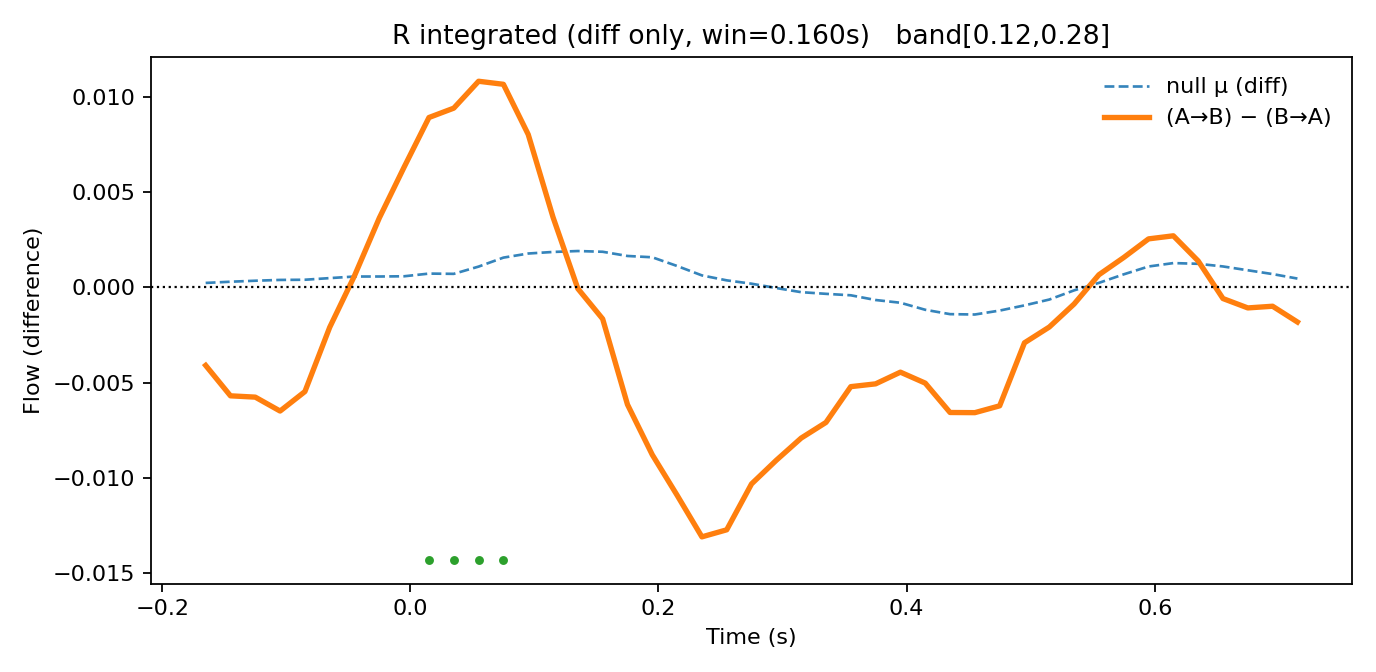 R integrated (diff only, win=0.160s)   band[0.12,0.28]
null μ (diff)
(A→B) − (B→A)
Flow (difference)
0.010
0.005
0.000
−0.005
−0.010
−0.015
−0.2
0.0
0.2
0.4
0.6
Time (s)